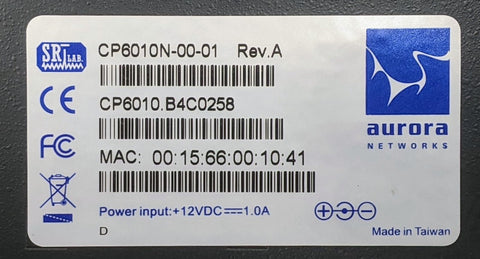 SRT LAB.
CP6010N-00-01 Rev.A
CP6010.B4C0258
CE
FC
MAC: 00:15:66:00:10:41
aurora
NETWORKS
Power input:+12VDC⎓1.0A
D
Made in Taiwan